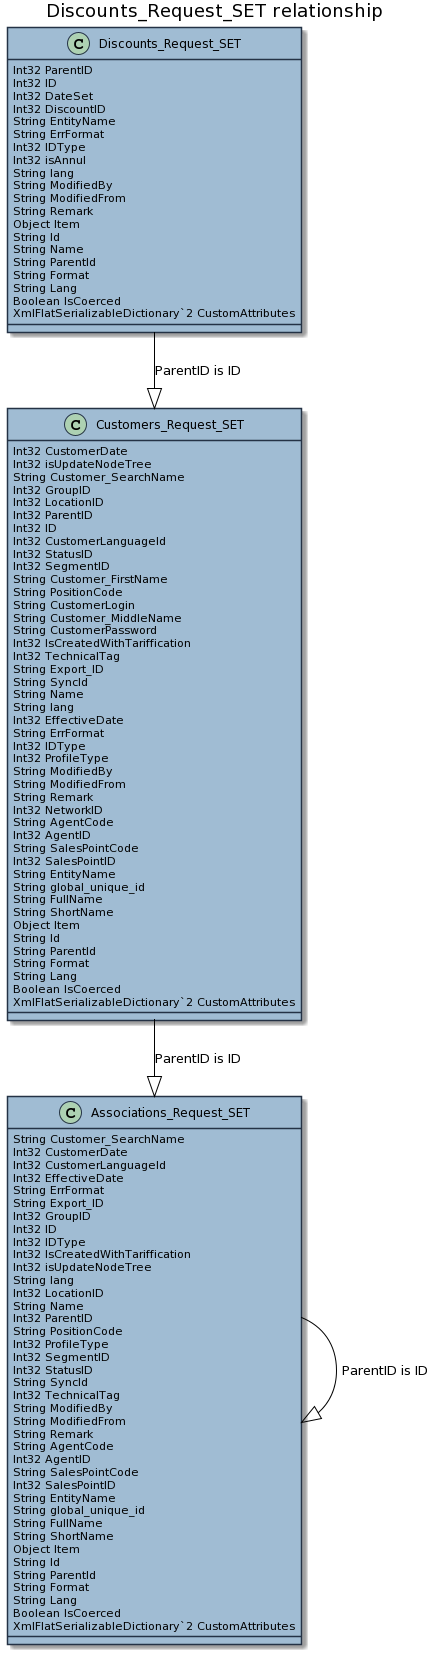 Discounts_Request_SET relationship
C Discounts_Request_SET
Int32 ParentID
Int32 ID
Int32 DateSet
Int32 DiscountID
String EntityName
String ErrFormat
Int32 IDType
Int32 isAnnul
String lang
String ModifiedBy
String ModifiedFrom
String Remark
Object Item
String Id
String Name
String ParentId
String Format
String Lang
Boolean IsCoerced
XmlFlatSerializableDictionary`2 CustomAttributes
ParentID is ID
C Customers_Request_SET
Int32 CustomerDate
Int32 isUpdateNodeTree
String Customer_SearchName
Int32 GroupID
Int32 LocationID
Int32 ParentID
Int32 ID
Int32 CustomerLanguageId
Int32 StatusID
Int32 SegmentID
String Customer_FirstName
String PositionCode
String CustomerLogin
String Customer_MiddleName
String CustomerPassword
Int32 IsCreatedWithTariffication
Int32 TechnicalTag
String Export_ID
String SyncId
String Name
String lang
Int32 EffectiveDate
String ErrFormat
Int32 IDType
Int32 ProfileType
String ModifiedBy
String ModifiedFrom
String Remark
Int32 NetworkID
String AgentCode
Int32 AgentID
String SalesPointCode
Int32 SalesPointID
String EntityName
String global_unique_id
String FullName
String ShortName
Object Item
String Id
String ParentId
String Format
String Lang
Boolean IsCoerced
XmlFlatSerializableDictionary`2 CustomAttributes
ParentID is ID
C Associations_Request_SET
String Customer_SearchName
Int32 CustomerDate
Int32 CustomerLanguageId
Int32 EffectiveDate
String ErrFormat
String Export_ID
Int32 GroupID
Int32 ID
Int32 IDType
Int32 IsCreatedWithTariffication
Int32 isUpdateNodeTree
String lang
Int32 LocationID
String Name
Int32 ParentID
String PositionCode
Int32 ProfileType
Int32 SegmentID
Int32 StatusID
String SyncId
Int32 TechnicalTag
String ModifiedBy
String ModifiedFrom
String Remark
String AgentCode
Int32 AgentID
String SalesPointCode
Int32 SalesPointID
String EntityName
String global_unique_id
String FullName
String ShortName
Object Item
String Id
String ParentId
String Format
String Lang
Boolean IsCoerced
XmlFlatSerializableDictionary`2 CustomAttributes
ParentID is ID